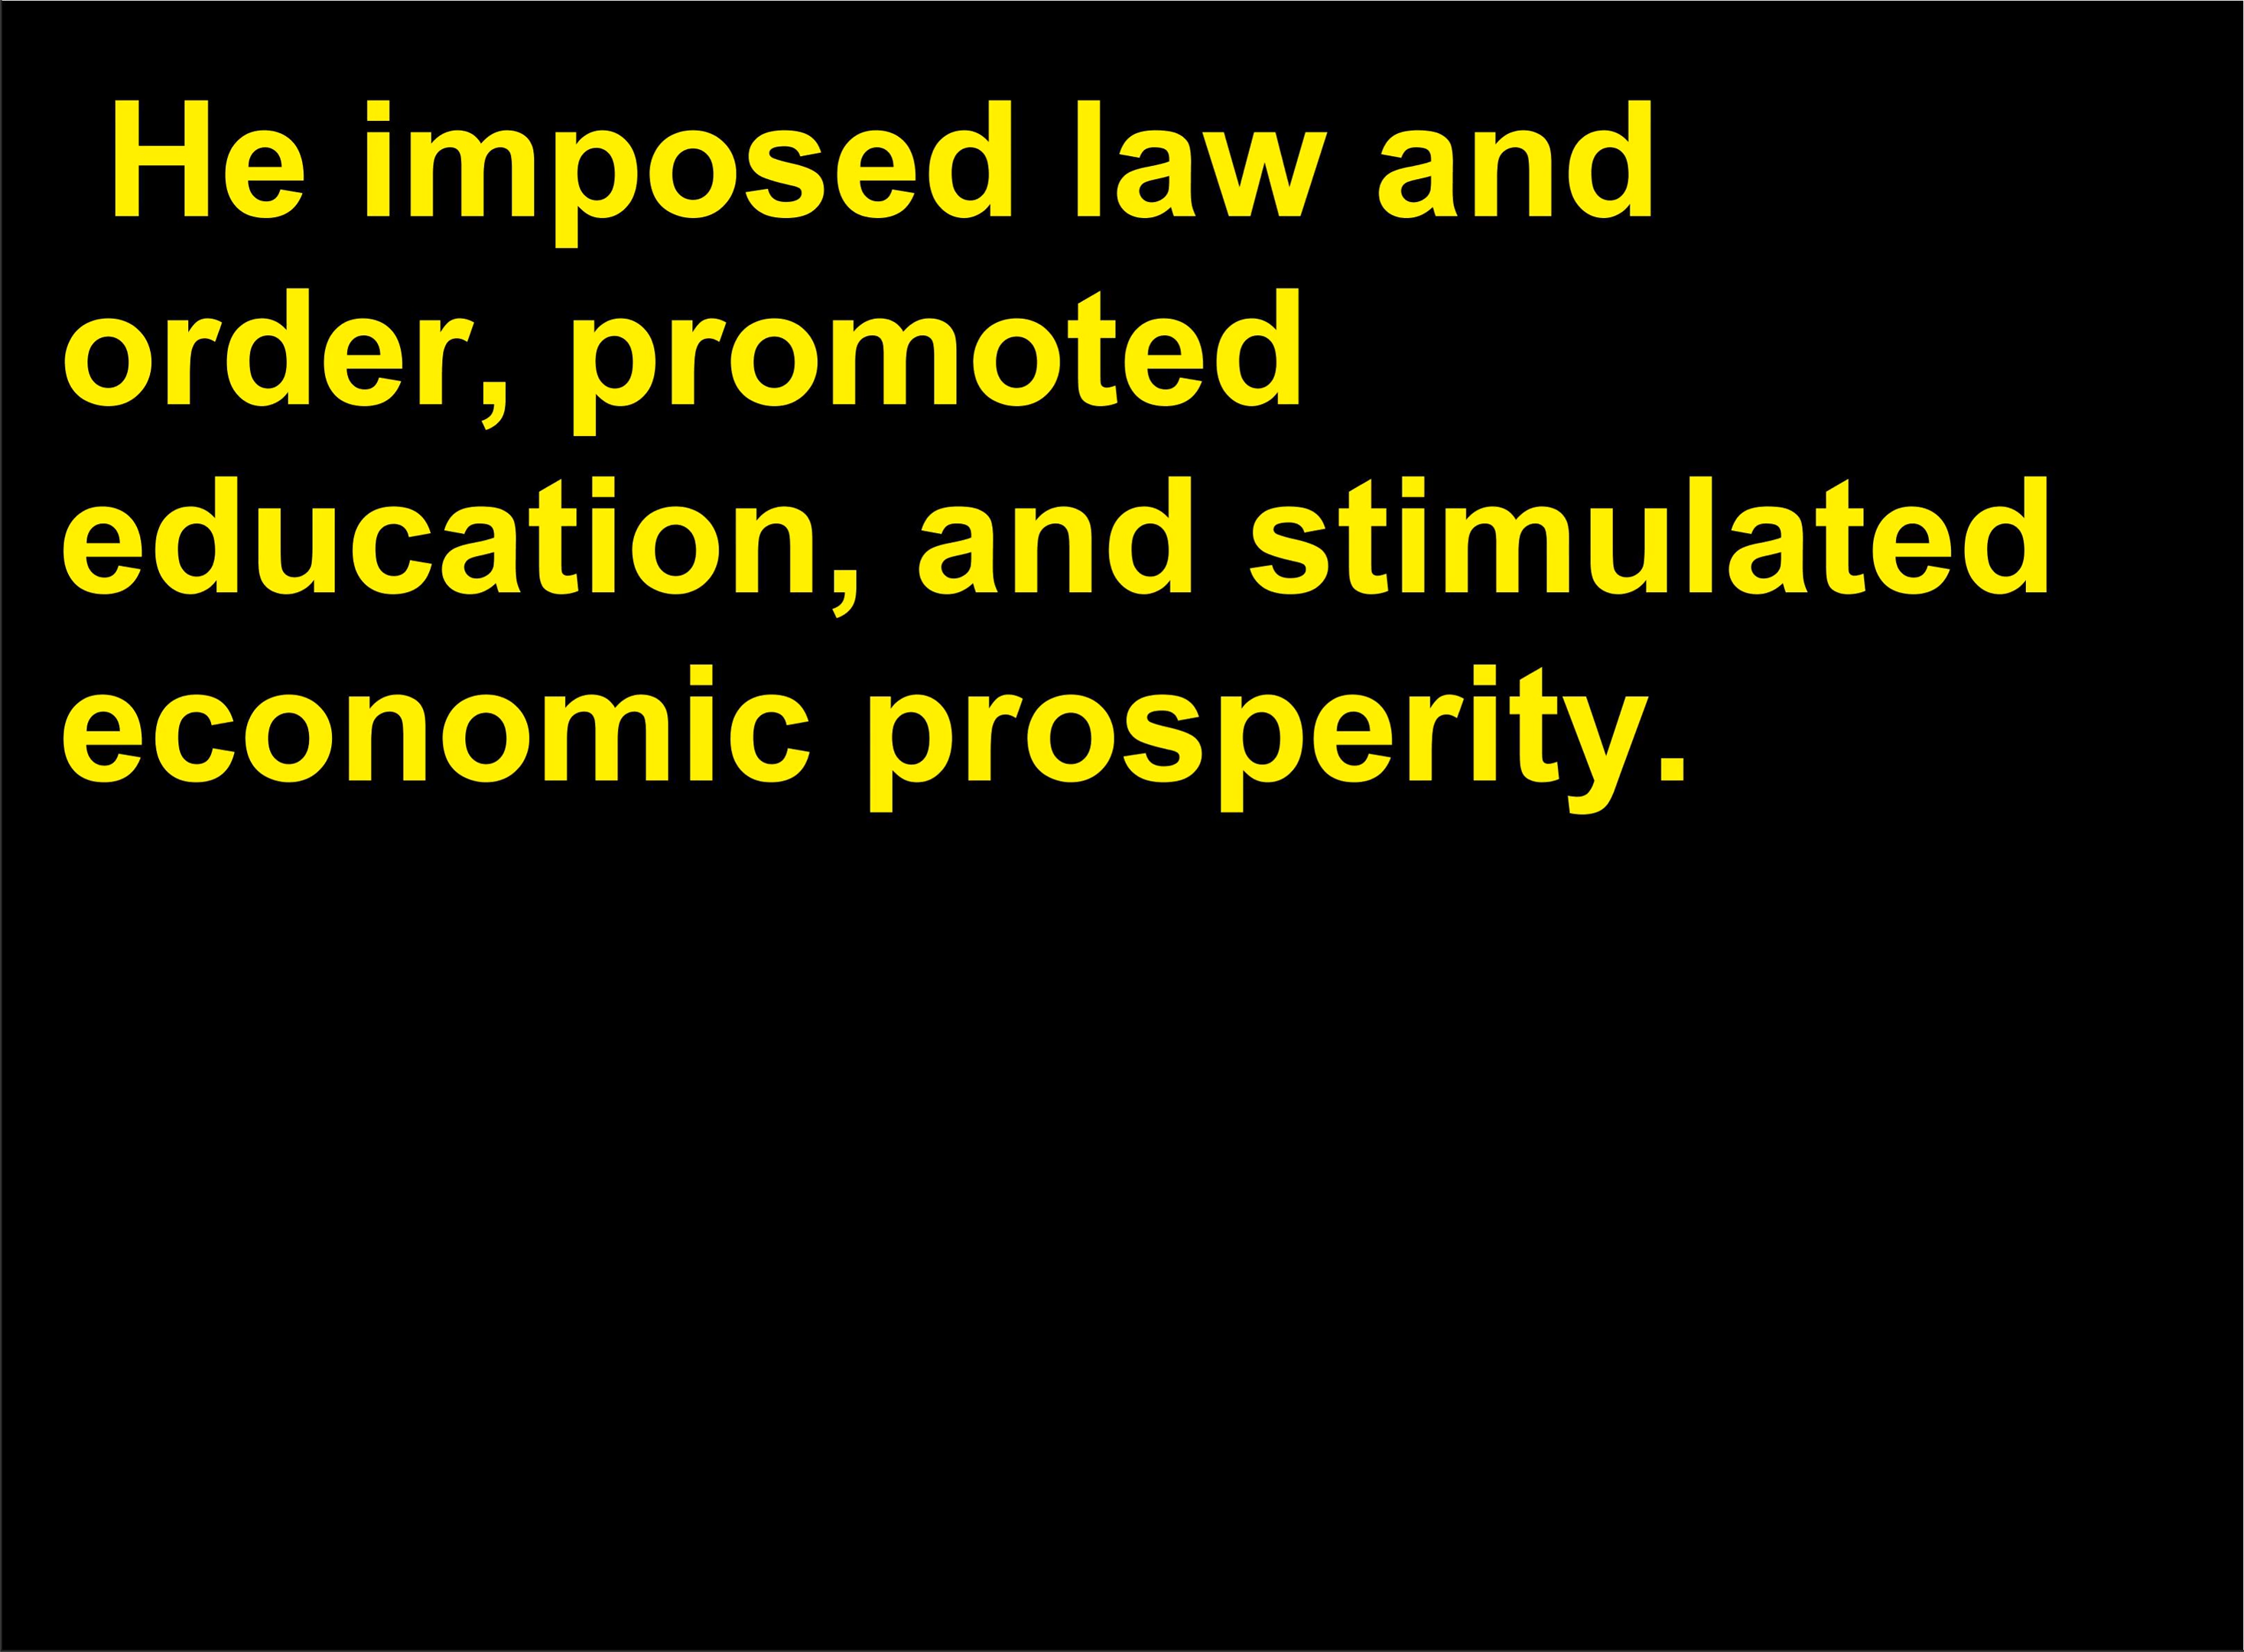 He imposed law and
order, promoted
education, and stimulated
economic prosperity.